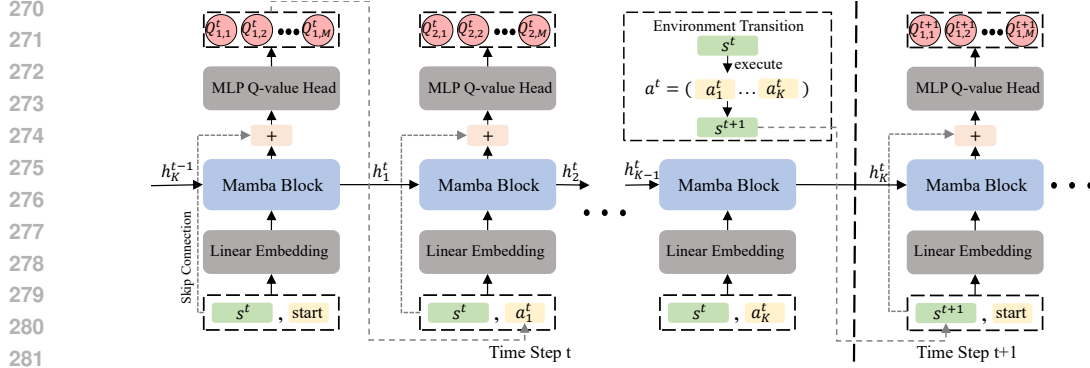 270
271
272
273
274
275
276
277
278
279
280
281
Q^t_{1,1} Q^t_{1,2} ••• Q^t_{1,M}
MLP Q-value Head
+
h^{t-1}_K
Mamba Block
Linear Embedding
Skip Connection
s^t , start
Q^t_{2,1} Q^t_{2,2} ••• Q^t_{2,M}
MLP Q-value Head
+
h^t_1
Mamba Block
h^t_2
Linear Embedding
s^t , a^t_1
•••
Environment Transition
s^t
execute
a^t = ( a^t_1 ... a^t_K )
s^{t+1}
h^t_{K-1}
Mamba Block
Linear Embedding
s^t , a^t_K
Time Step t
Q^{t+1}_{1,1} Q^{t+1}_{1,2} ••• Q^{t+1}_{1,M}
MLP Q-value Head
+
h^t_K
Mamba Block
•••
Linear Embedding
s^{t+1} , start
Time Step t+1